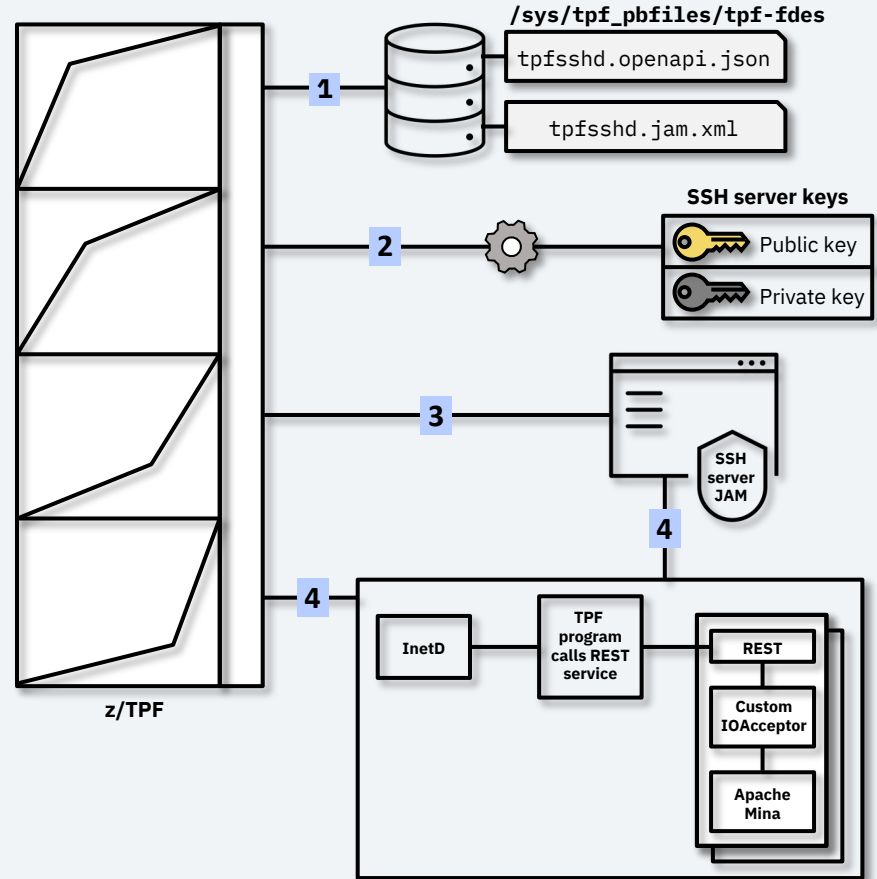 /sys/tpf_pbfiles/tpf-fdes
1
tpfsshd.openapi.json
tpfsshd.jam.xml
SSH server keys
2
Public key
Private key
3
SSH
server
JAM
4
4
InetD
TPF
program
calls REST
service
REST
Custom
IOAcceptor
Apache
Mina
z/TPF